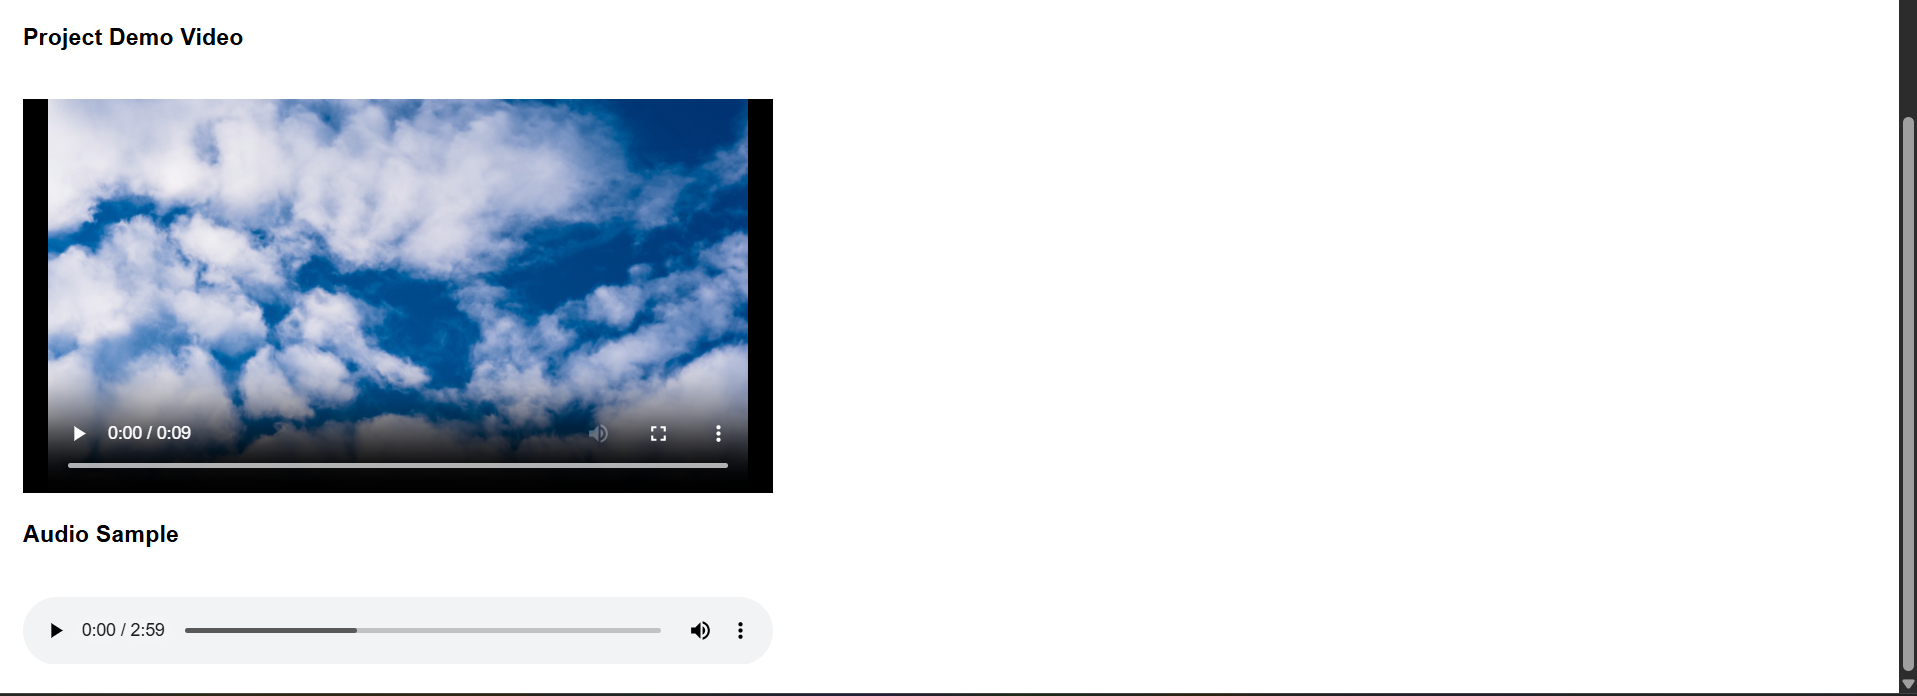 Project Demo Video
0:00 / 0:09
Audio Sample
0:00 / 2:59